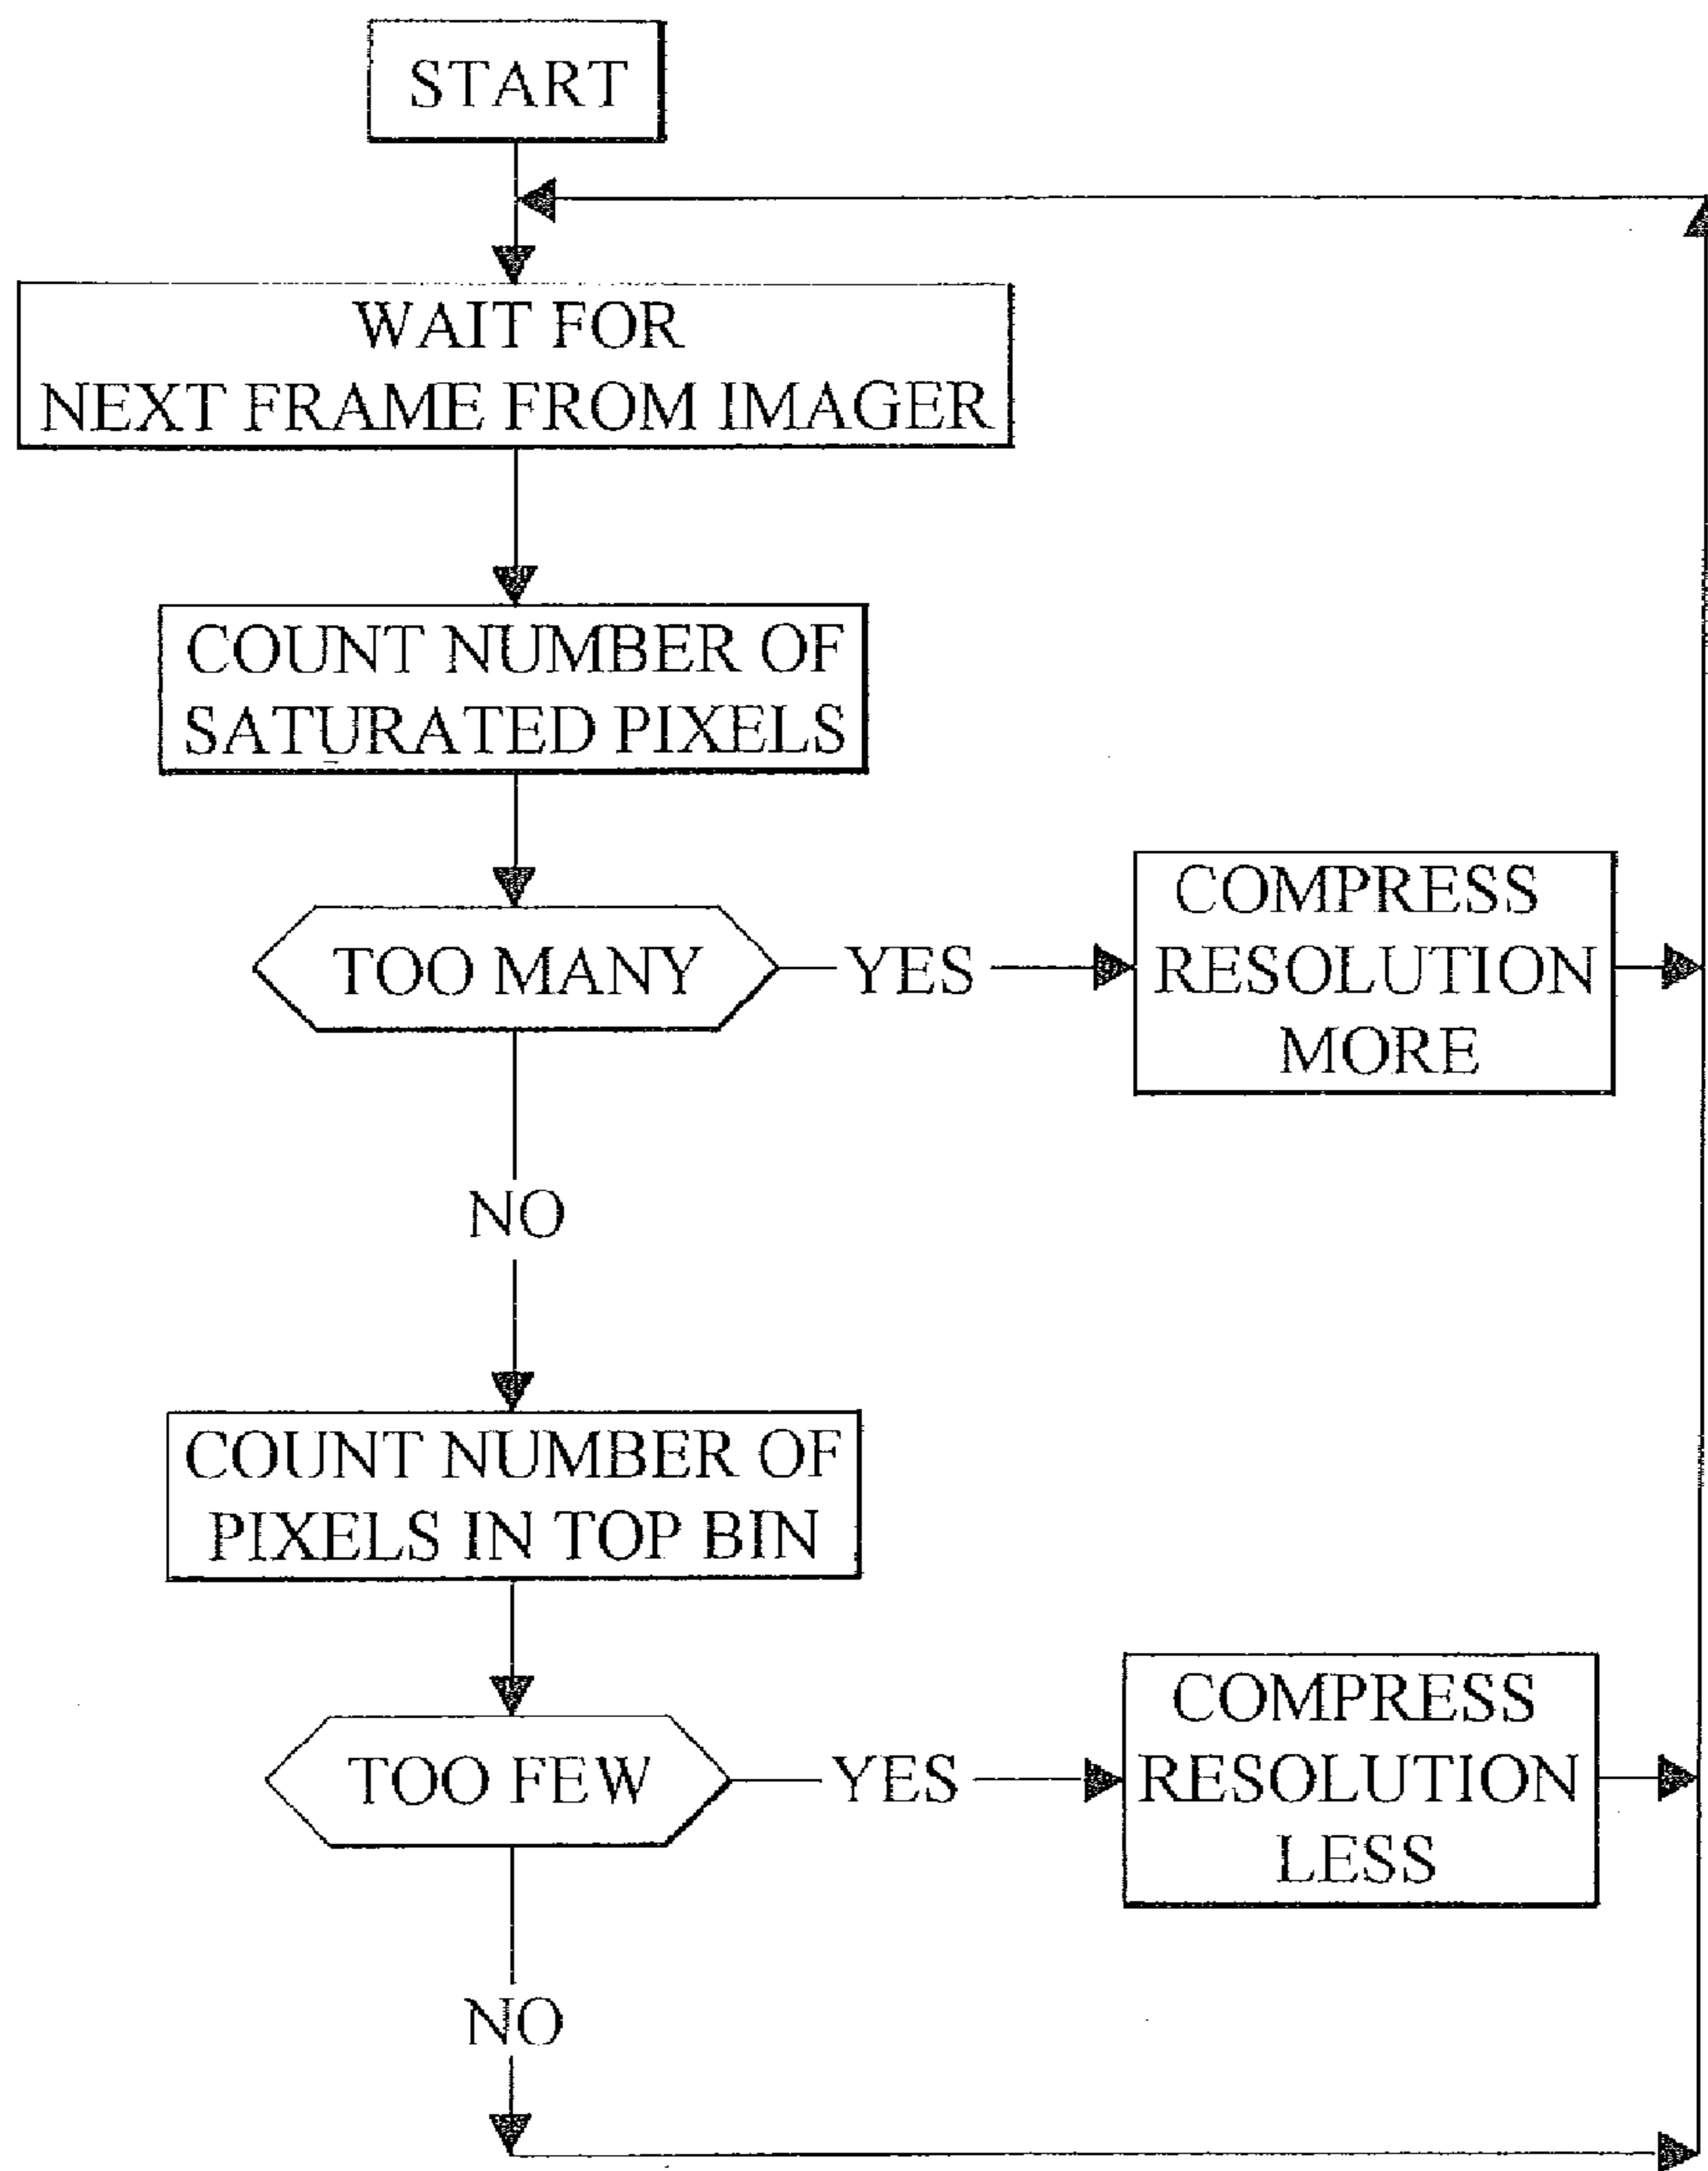 START
WAIT FOR
NEXT FRAME FROM IMAGER
COUNT NUMBER OF
SATURATED PIXELS
TOO MANY
YES
COMPRESS
RESOLUTION
MORE
NO
COUNT NUMBER OF
PIXELS IN TOP BIN
TOO FEW
YES
COMPRESS
RESOLUTION
LESS
NO